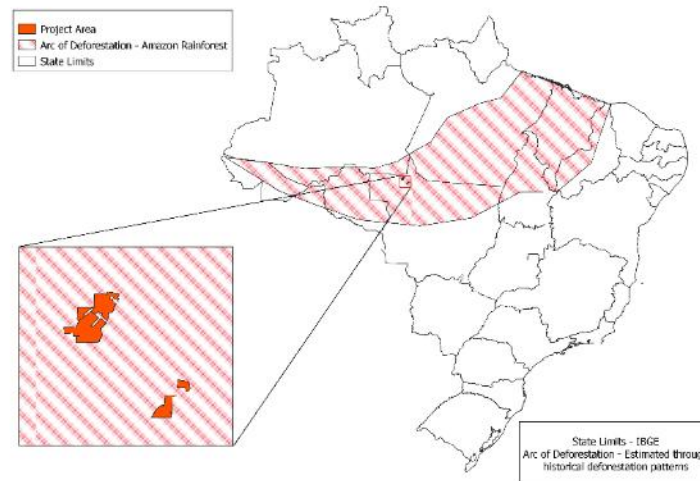 Project Area
Arc of Deforestation - Amazon Rainforest
State Limits
State Limits - IBGE
Arc of Deforestation - Estimated throug
historical deforestation patterns